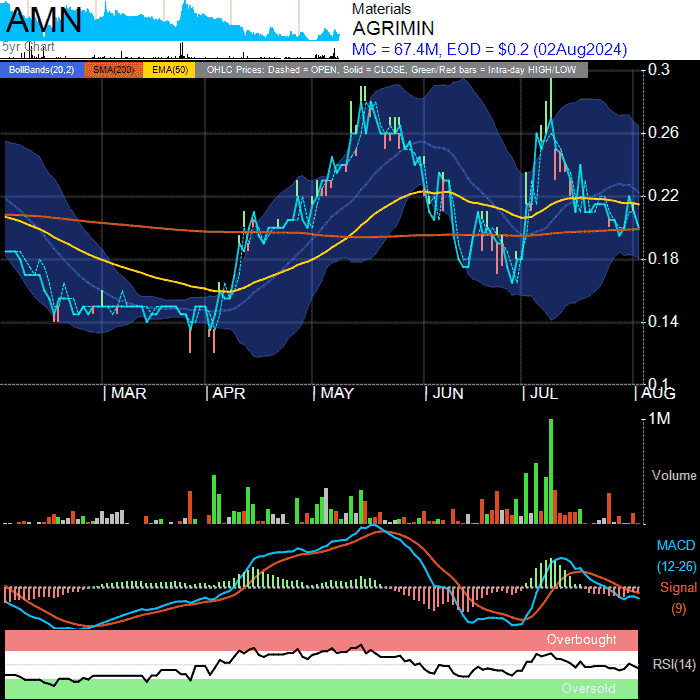 AMN
5yr Chart
Materials
AGRIMIN
MC = 67.4M, EOD = $0.2 (02Aug2024)
BollBands(20,2) SMA(200) EMA(50) OHLC Prices: Dashed = OPEN, Solid = CLOSE, Green/Red bars = Intra-day HIGH/LOW
0.3
0.26
0.22
0.18
0.14
0.1
MAR APR MAY JUN JUL AUG
1M
Volume
MACD
(12-26)
Signal
(9)
Overbought
RSI(14)
Oversold